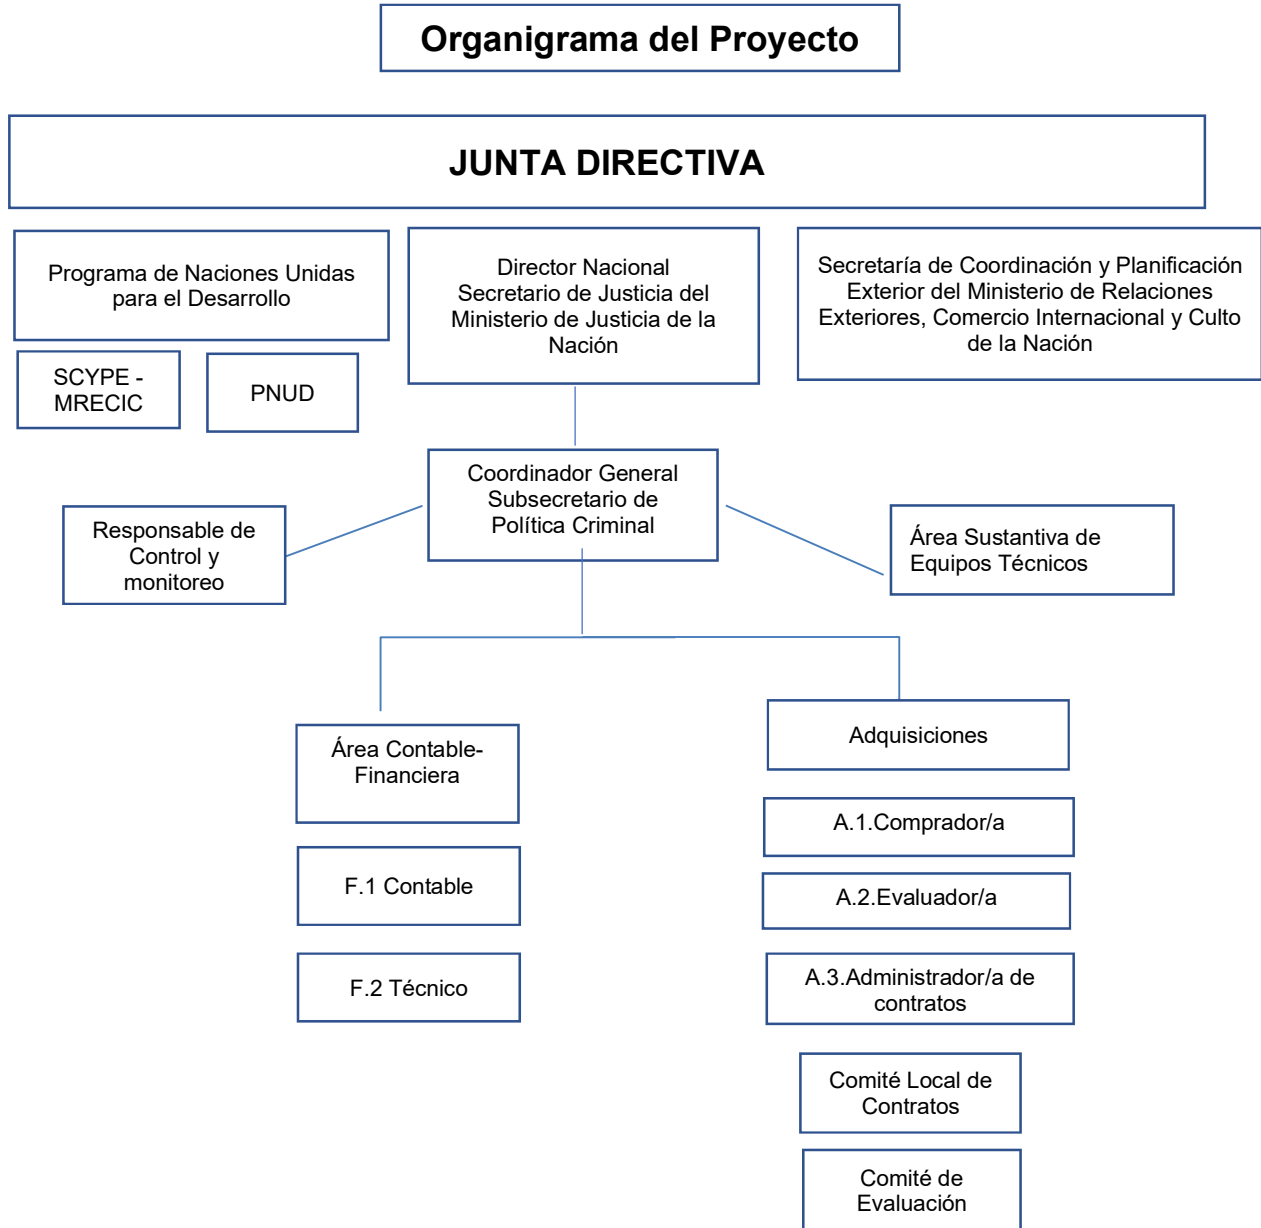 Organigrama del Proyecto
JUNTA DIRECTIVA
Programa de Naciones Unidas
para el Desarrollo
Director Nacional
Secretario de Justicia del
Ministerio de Justicia de la
Nación
Secretaría de Coordinación y Planificación
Exterior del Ministerio de Relaciones
Exteriores, Comercio Internacional y Culto
de la Nación
SCYPE -
MRECIC
PNUD
Coordinador General
Subsecretario de
Política Criminal
Responsable de
Control y
monitoreo
Área Sustantiva de
Equipos Técnicos
Área Contable-
Financiera
F.1 Contable
F.2 Técnico
Adquisiciones
A.1.Comprador/a
A.2.Evaluador/a
A.3.Administrador/a de
contratos
Comité Local de
Contratos
Comité de
Evaluación